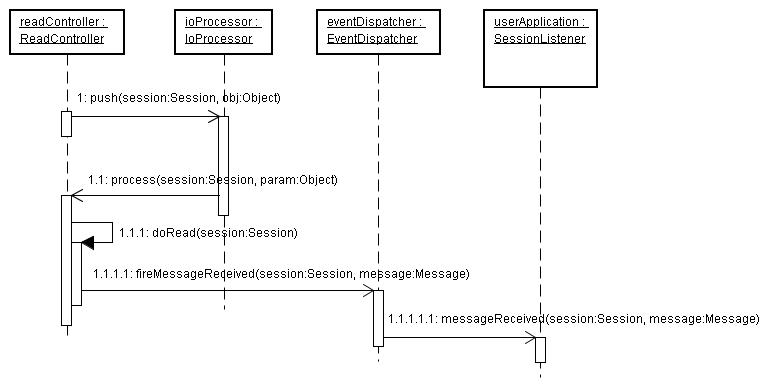 readController :
ReadController
ioProcessor :
IoProcessor
eventDispatcher :
EventDispatcher
userApplication :
SessionListener
1: push(session:Session, obj:Object)
1.1: process(session:Session, param:Object)
1.1.1: doRead(session:Session)
1.1.1.1: fireMessageReceived(session:Session, message:Message)
1.1.1.1.1: messageReceived(session:Session, message:Message)